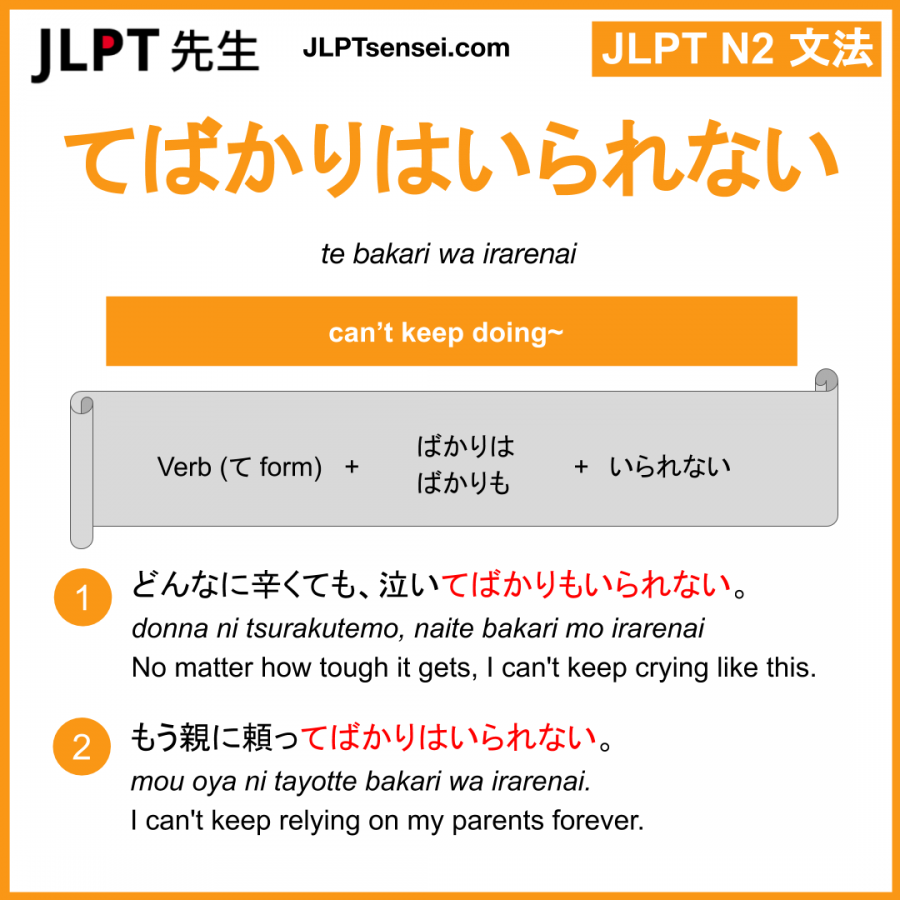 JLPT 先生
JLPTsensei.com
JLPT N2 文法
てばかりはいられない
te bakari wa irarenai
can’t keep doing~
Verb (て form) + ばかりは ばかりも + いられない
1 どんなに辛くても、泣いてばかりもいられない。
donna ni tsurakutemo, naite bakari mo irarenai
No matter how tough it gets, I can't keep crying like this.
2 もう親に頼ってばかりはいられない。
mou oya ni tayotte bakari wa irarenai.
I can't keep relying on my parents forever.